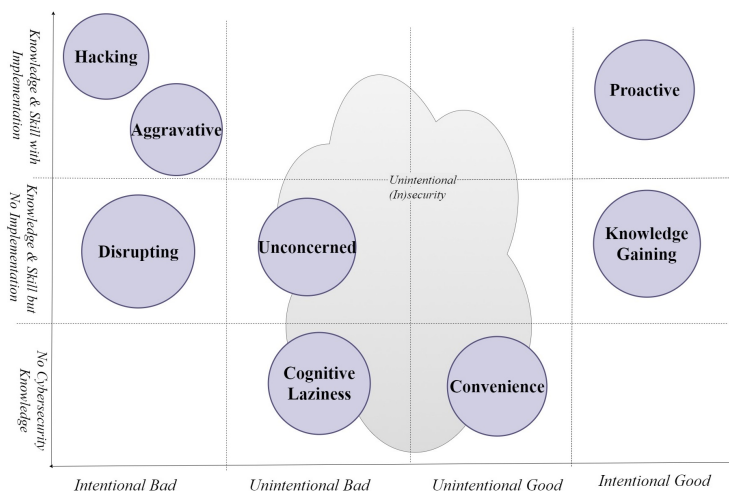 Knowledge & Skill with
Implementation
Hacking
Aggravative
Proactive
Unintentional
(In)security
Knowledge & Skill but
No Implementation
Disrupting
Unconcerned
Knowledge
Gaining
No Cybersecurity
Knowledge
Cognitive
Laziness
Convenience
Intentional Bad
Unintentional Bad
Unintentional Good
Intentional Good